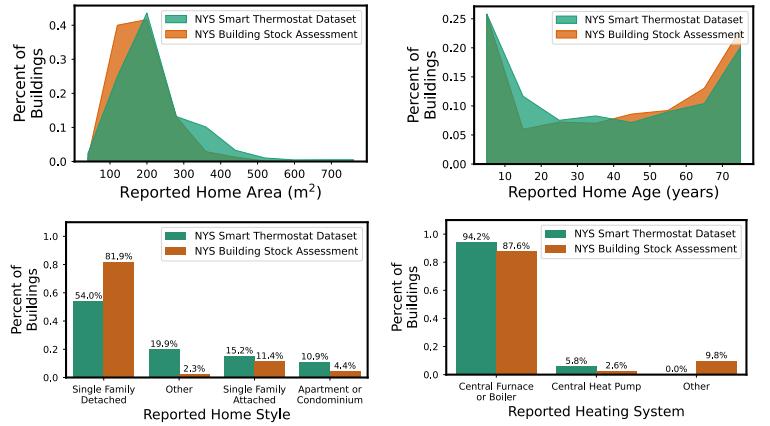 NYS Smart Thermostat Dataset
NYS Building Stock Assessment
Percent of
Buildings
0.4
0.3
0.2
0.1
0.0
100 200 300 400 500 600 700
Reported Home Area (m²)
NYS Smart Thermostat Dataset
NYS Building Stock Assessment
Percent of
Buildings
0.25
0.20
0.15
0.10
0.05
0.00
10 20 30 40 50 60 70
Reported Home Age (years)
NYS Smart Thermostat Dataset
NYS Building Stock Assessment
Percent of
Buildings
1.0
0.8
0.6
0.4
0.2
0.0
54.0% 81.9%
19.9% 2.3%
15.2% 11.4%
10.9% 4.4%
Single Family
Detached
Other
Single Family
Attached
Apartment or
Condominium
Reported Home Style
NYS Smart Thermostat Dataset
NYS Building Stock Assessment
Percent of
Buildings
1.0
0.8
0.6
0.4
0.2
0.0
94.2% 87.6%
5.8% 2.6%
0.0% 9.8%
Central Furnace
or Boiler
Central Heat Pump
Other
Reported Heating System